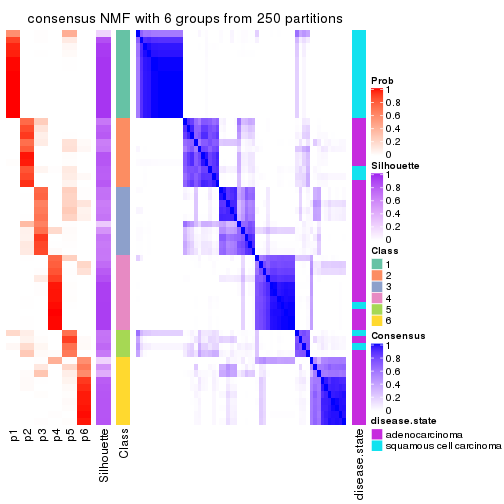 consensus NMF with 6 groups from 250 partitions
Prob
1
0.8
0.6
0.4
0.2
0
Silhouette
1
0.8
0.6
0.4
0.2
0
Class
1
2
3
4
5
6
Consensus
1
0.8
0.6
0.4
0.2
0
disease.state
adenocarcinoma
squamous cell carcinoma
p1
p2
p3
p4
p5
p6
Silhouette
Class
disease.state